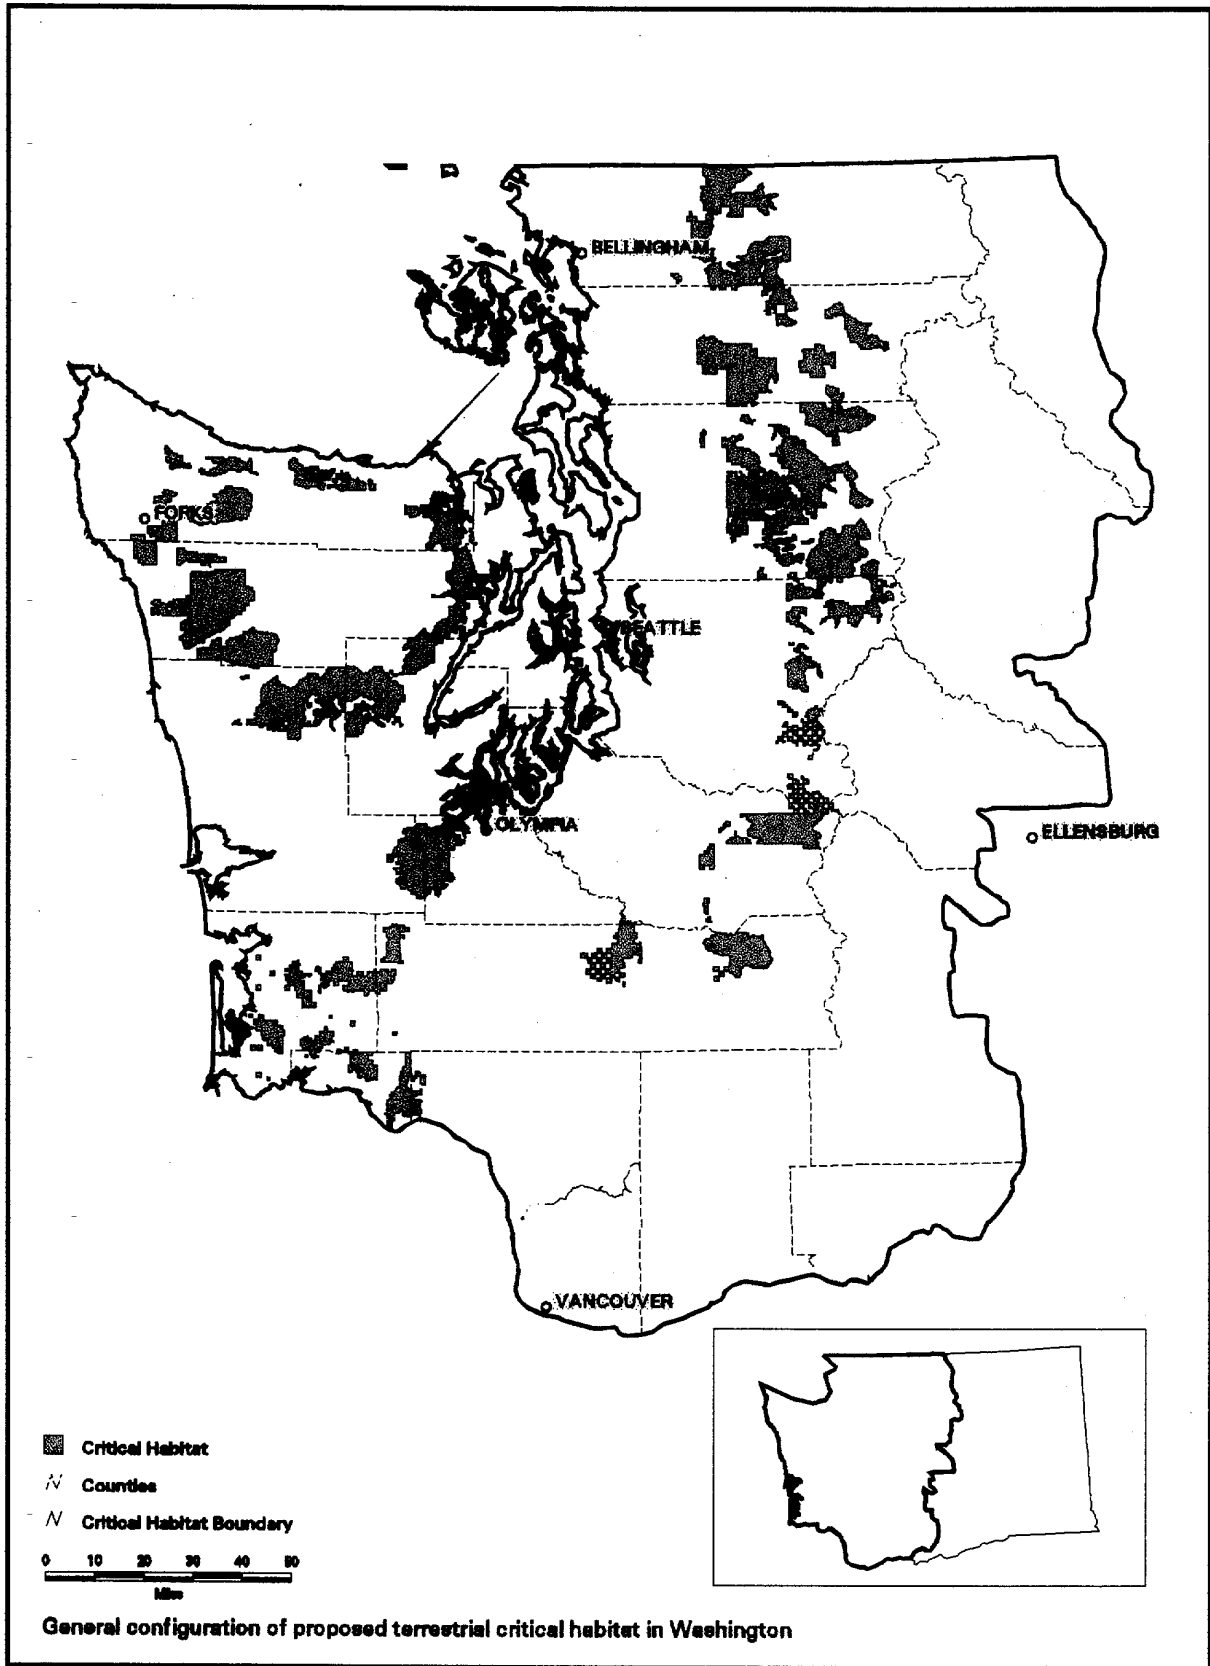 BELLINGHAM
FORKS
SEATTLE
OLYMPIA
ELLENSBURG
VANCOUVER
Critical Habitat
Counties
Critical Habitat Boundary
0 10 20 30 40 50
Miles
General configuration of proposed terrestrial critical habitat in Washington